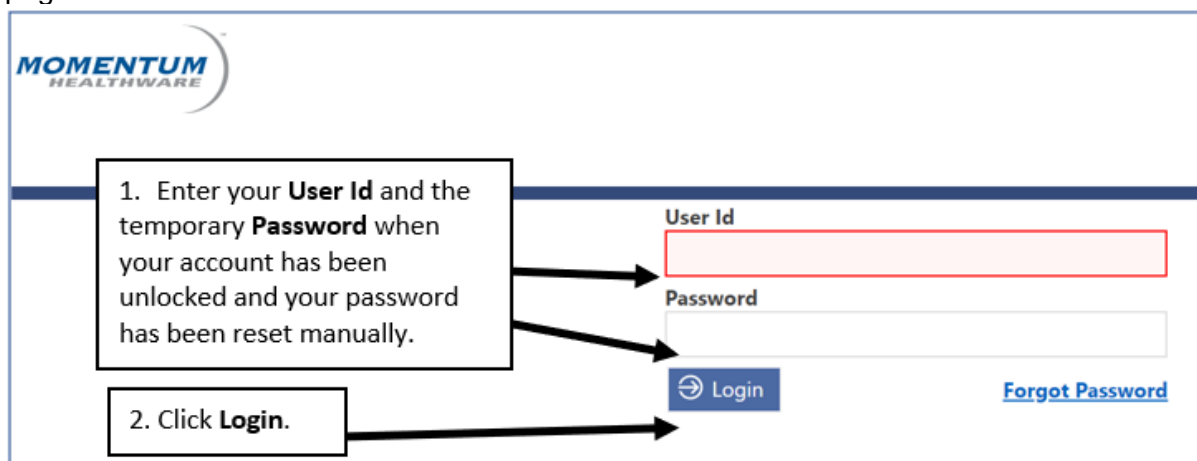 MOMENTUM
HEALTHWARE
1. Enter your User Id and the
temporary Password when
your account has been
unlocked and your password
has been reset manually.
User Id
Password
Login
Forgot Password
2. Click Login.